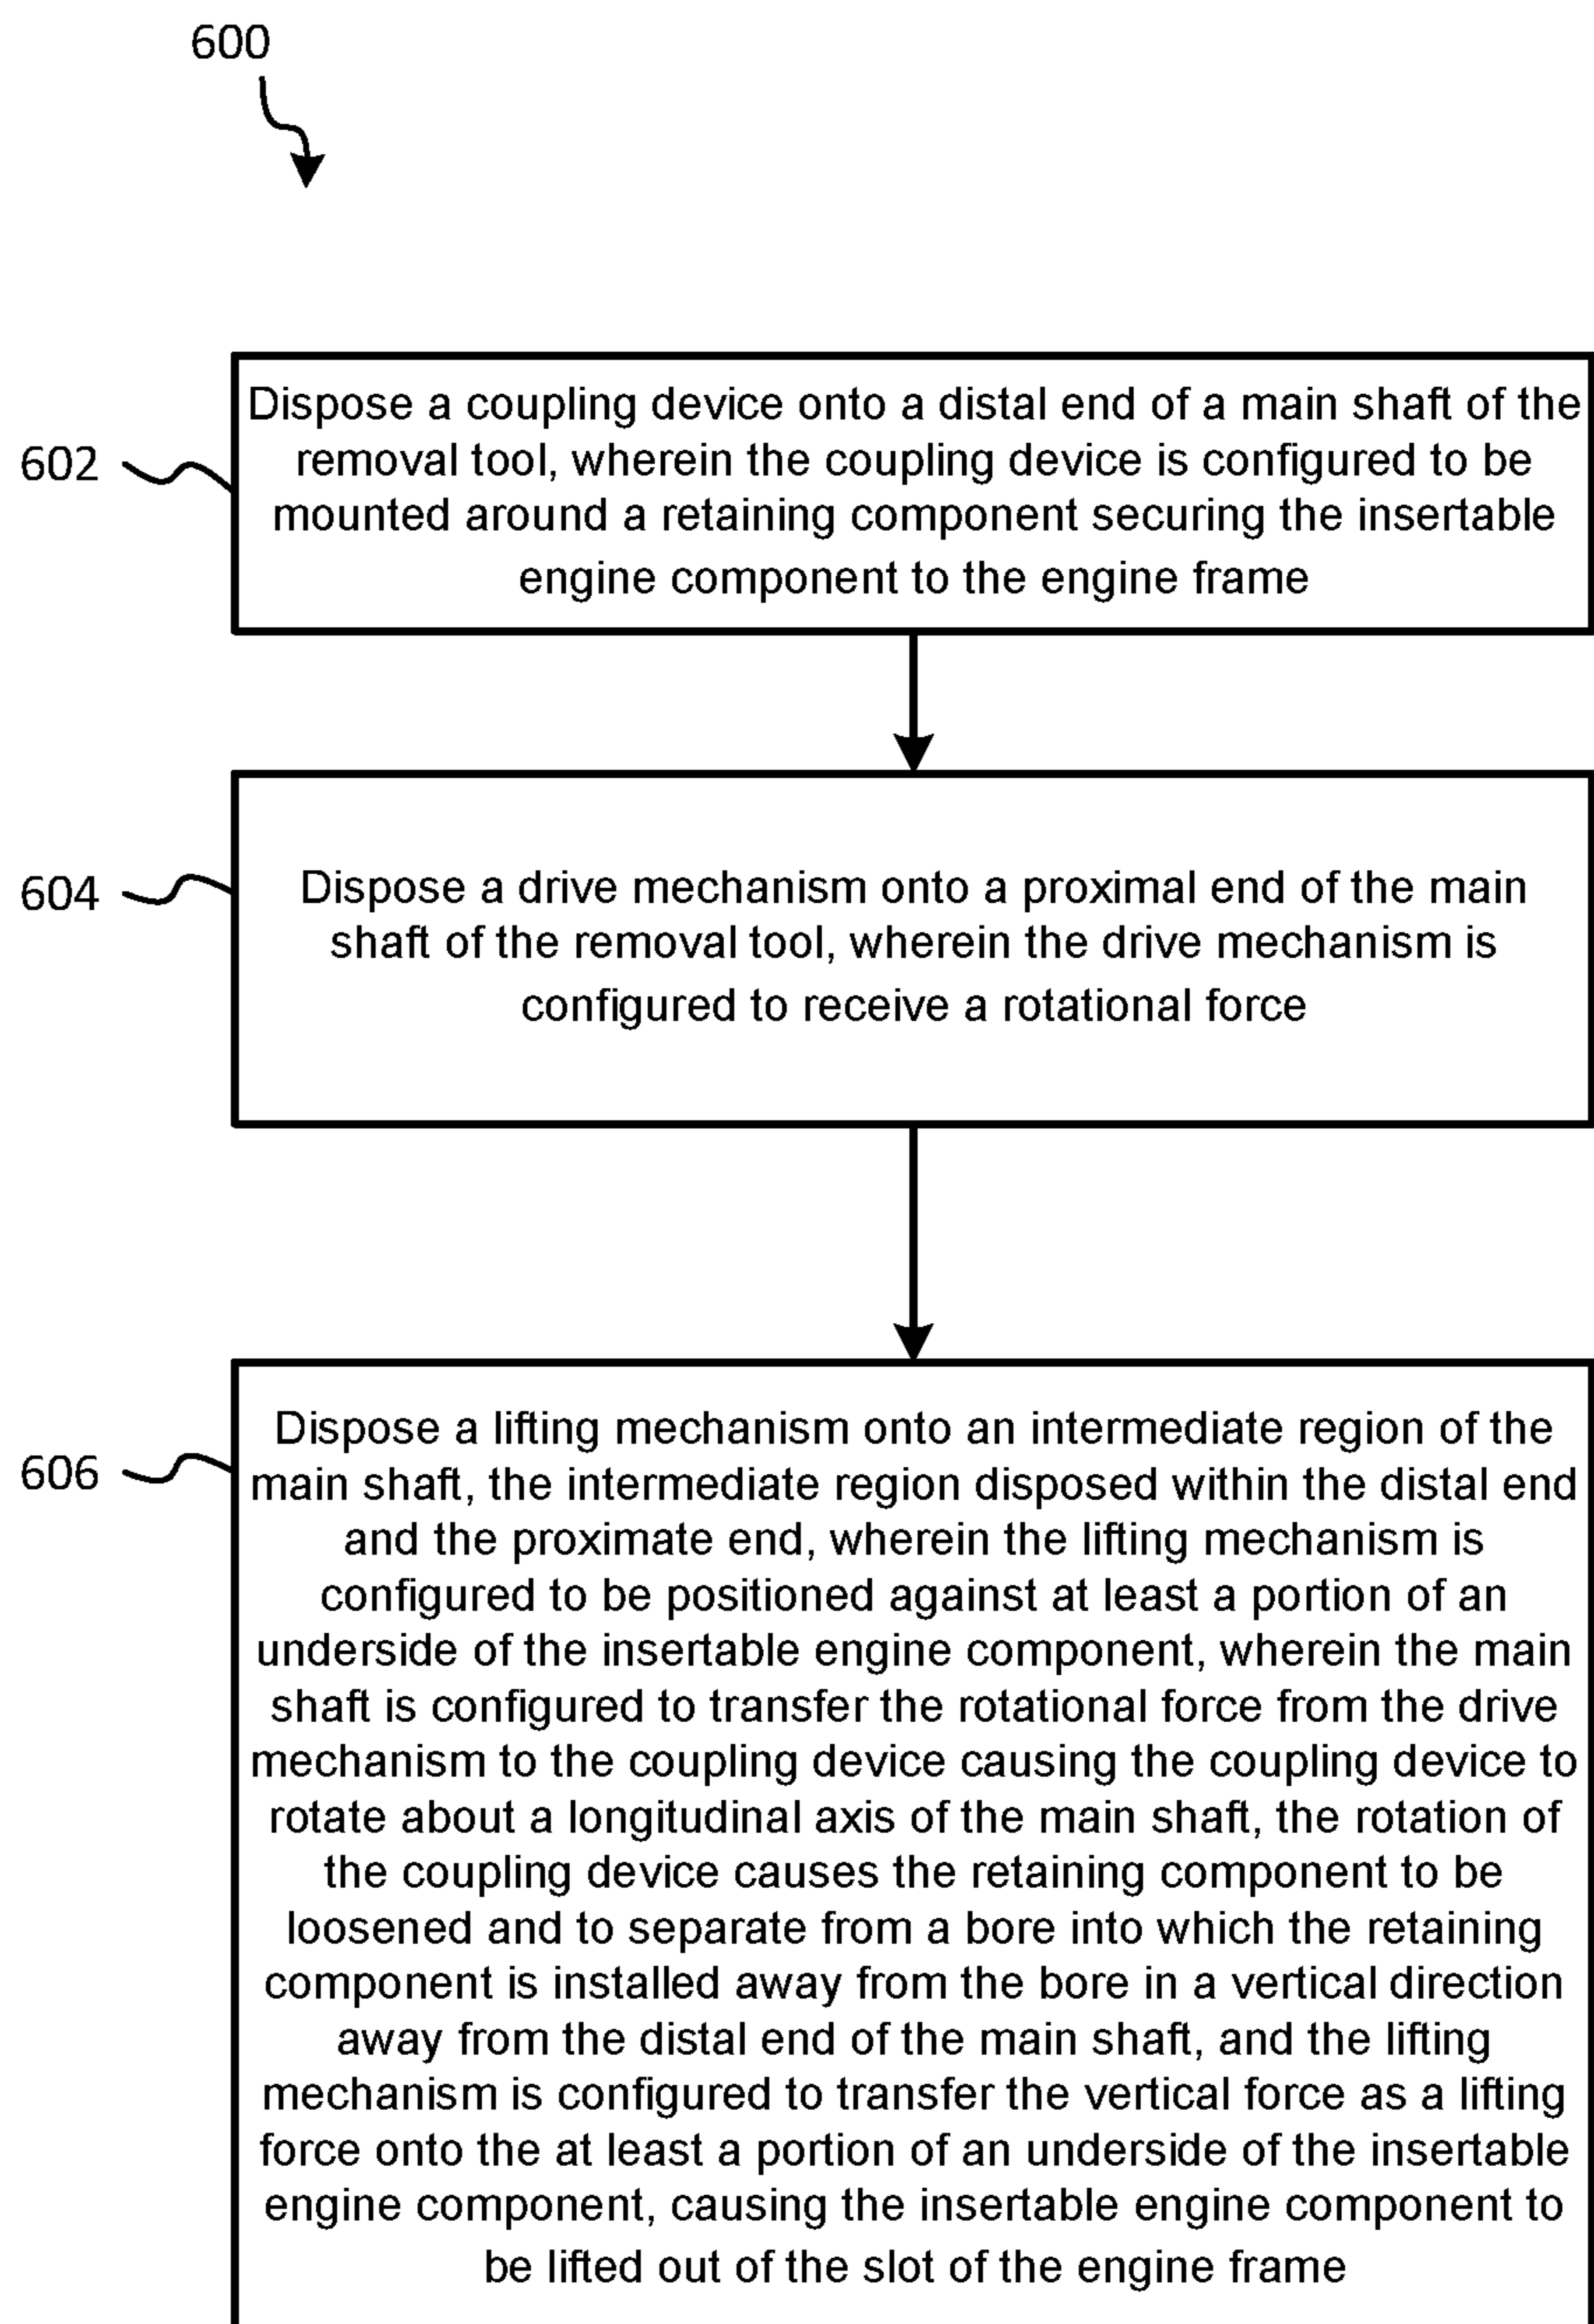 600
602
Dispose a coupling device onto a distal end of a main shaft of the
removal tool, wherein the coupling device is configured to be
mounted around a retaining component securing the insertable
engine component to the engine frame
604
Dispose a drive mechanism onto a proximal end of the main
shaft of the removal tool, wherein the drive mechanism is
configured to receive a rotational force
606
Dispose a lifting mechanism onto an intermediate region of the
main shaft, the intermediate region disposed within the distal end
and the proximate end, wherein the lifting mechanism is
configured to be positioned against at least a portion of an
underside of the insertable engine component, wherein the main
shaft is configured to transfer the rotational force from the drive
mechanism to the coupling device causing the coupling device to
rotate about a longitudinal axis of the main shaft, the rotation of
the coupling device causes the retaining component to be
loosened and to separate from a bore into which the retaining
component is installed away from the bore in a vertical direction
away from the distal end of the main shaft, and the lifting
mechanism is configured to transfer the vertical force as a lifting
force onto the at least a portion of an underside of the insertable
engine component, causing the insertable engine component to
be lifted out of the slot of the engine frame